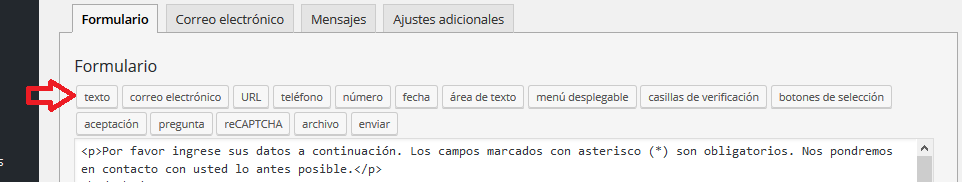 Formulario Correo electrónico Mensajes Ajustes adicionales
Formulario
texto correo electrónico URL teléfono número fecha área de texto menú desplegable casillas de verificación botones de selección
aceptación pregunta reCAPTCHA archivo enviar
<p>Por favor ingrese sus datos a continuación. Los campos marcados con asterisco (*) son obligatorios. Nos pondremos
en contacto con usted lo antes posible.</p>
s